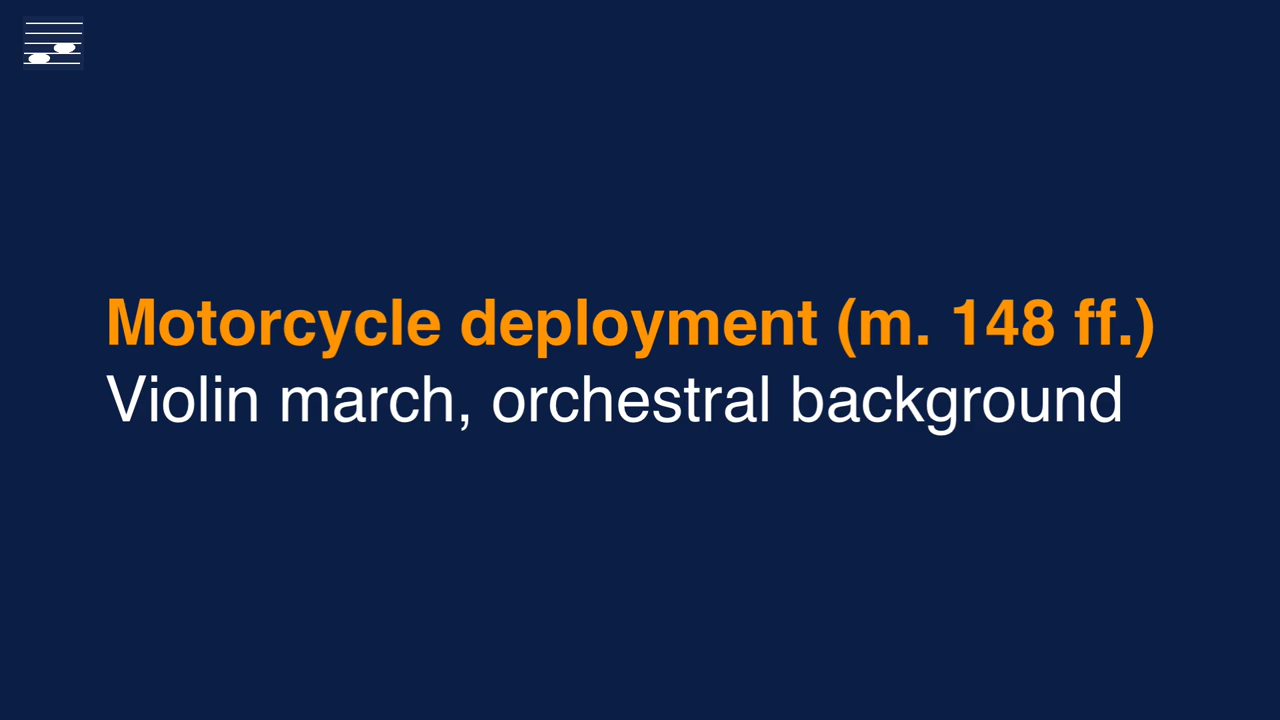 Motorcycle deployment (m. 148 ff.)
Violin march, orchestral background